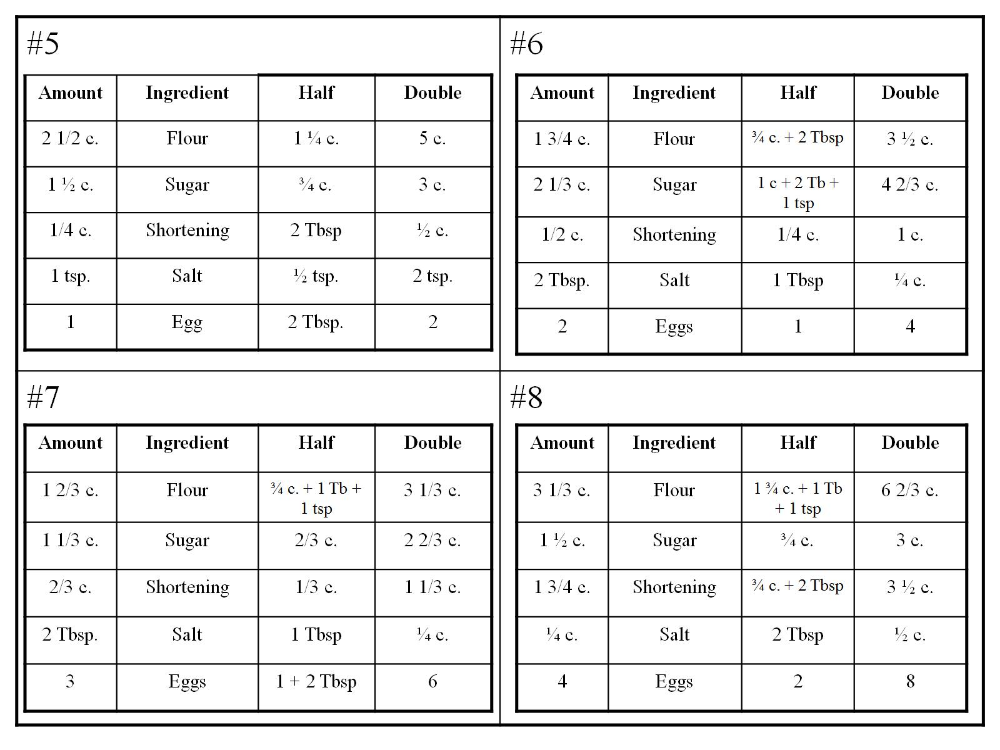 #5
Amount Ingredient Half Double
2 1/2 c. Flour 1 ¼ c. 5 c.
1 ½ c. Sugar ¾ c. 3 c.
1/4 c. Shortening 2 Tbsp ½ c.
1 tsp. Salt ½ tsp. 2 tsp.
1 Egg 2 Tbsp. 2
#6
Amount Ingredient Half Double
1 3/4 c. Flour ¾ c. + 2 Tbsp 3 ½ c.
2 1/3 c. Sugar 1 c + 2 Tb + 4 2/3 c.
1 tsp
1/2 c. Shortening 1/4 c. 1 c.
2 Tbsp. Salt 1 Tbsp ¼ c.
2 Eggs 1 4
#7
Amount Ingredient Half Double
1 2/3 c. Flour ¾ c. + 1 Tb + 3 1/3 c.
1 tsp
1 1/3 c. Sugar 2/3 c. 2 2/3 c.
2/3 c. Shortening 1/3 c. 1 1/3 c.
2 Tbsp. Salt 1 Tbsp ¼ c.
3 Eggs 1 + 2 Tbsp 6
#8
Amount Ingredient Half Double
3 1/3 c. Flour 1 ¾ c. + 1 Tb 6 2/3 c.
+ 1 tsp
1 ½ c. Sugar ¾ c. 3 c.
1 3/4 c. Shortening ¾ c. + 2 Tbsp 3 ½ c.
¼ c. Salt 2 Tbsp ½ c.
4 Eggs 2 8